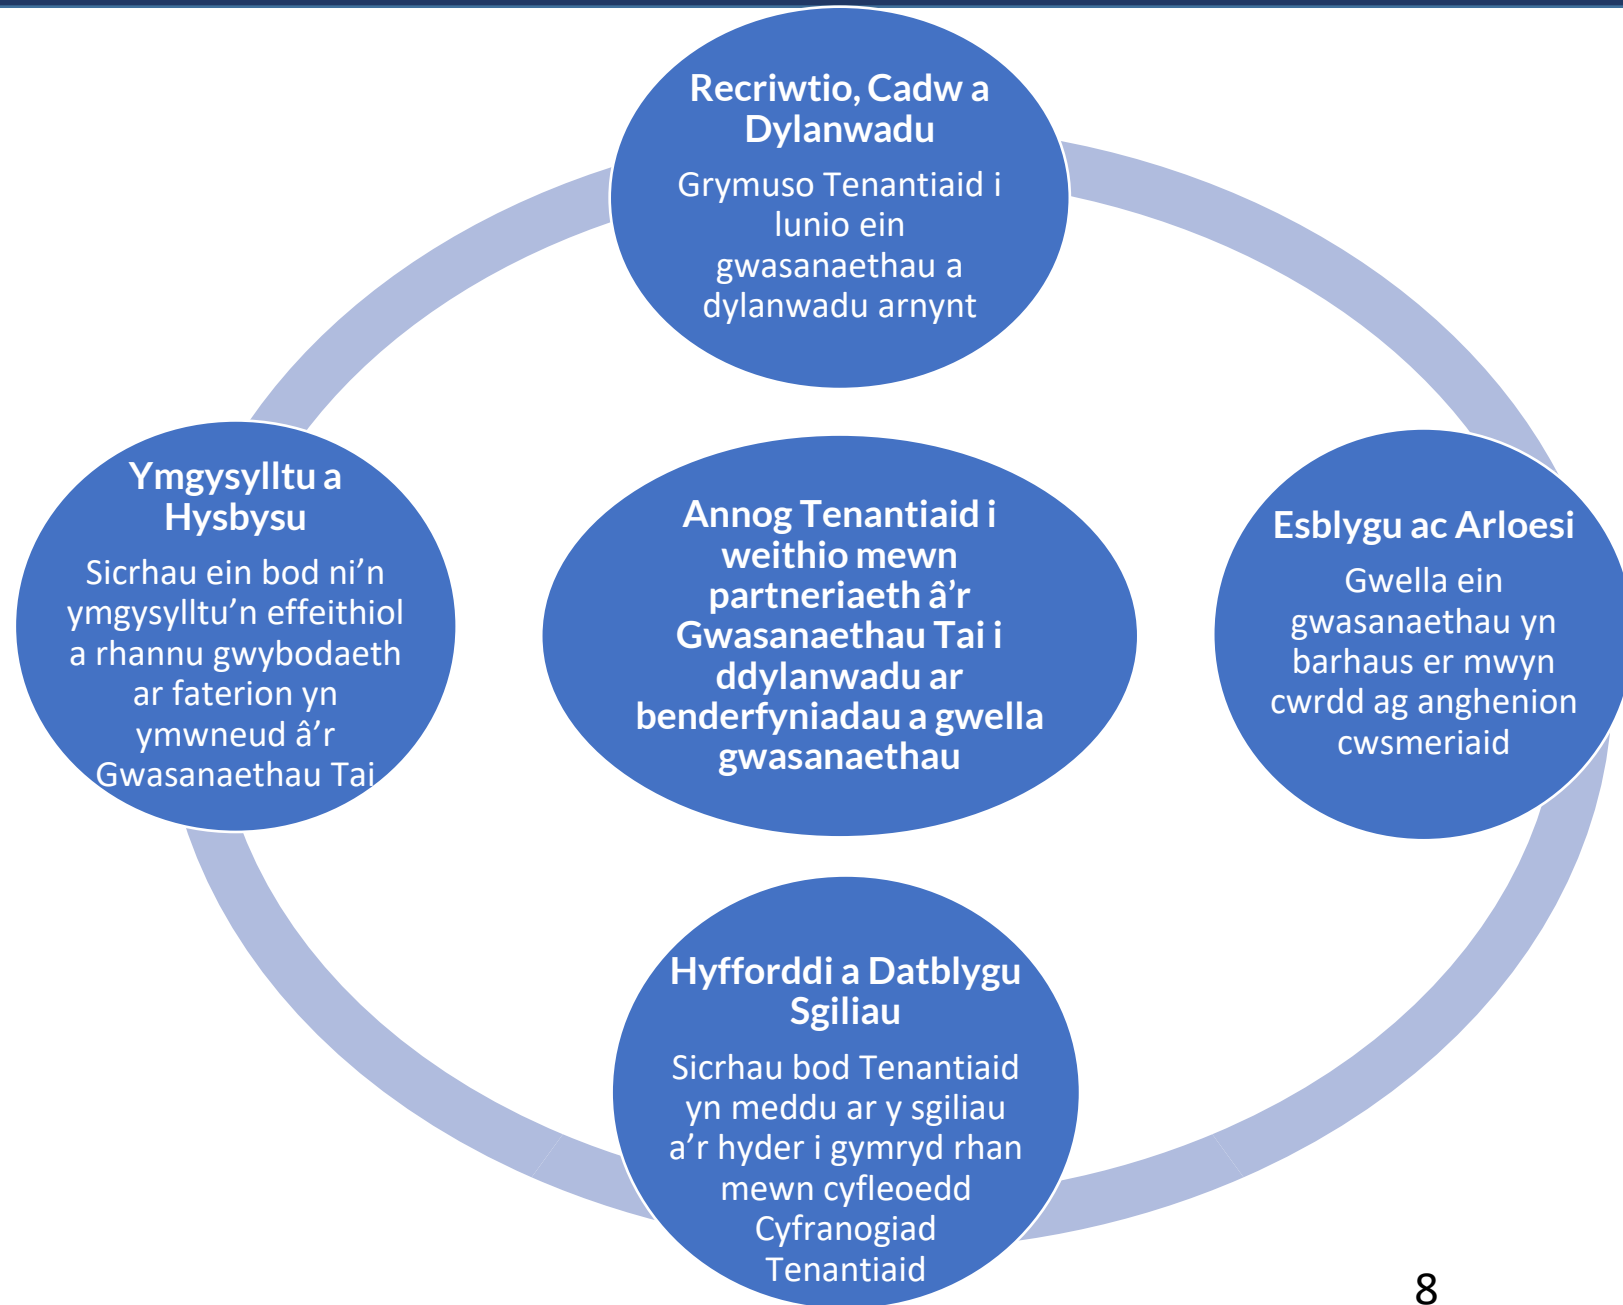 Recriwtio, Cadw a
Dylanwadu
Grymuso Tenantiaid i
lunio ein
gwasanaethau a
dylanwadu arnynt
Ymgysylltu a
Hysbysu
Sicrhau ein bod ni’n
ymgysylltu’n effeithiol
a rhannu gwybodaeth
ar faterion yn
ymwneud â’r
Gwasanaethau Tai
Annog Tenantiaid i
weithio mewn
partneriaeth â’r
Gwasanaethau Tai i
ddylanwadu ar
benderfyniadau a gwella
gwasanaethau
Esblygu ac Arloesi
Gwella ein
gwasanaethau yn
barhaus er mwyn
cwrdd ag anghenion
cwsmeriaid
Hyfforddi a Datblygu
Sgiliau
Sicrhau bod Tenantiaid
yn meddu ar y sgiliau
a’r hyder i gymryd rhan
mewn cyfleoedd
Cyfranogiad
Tenantiaid
8